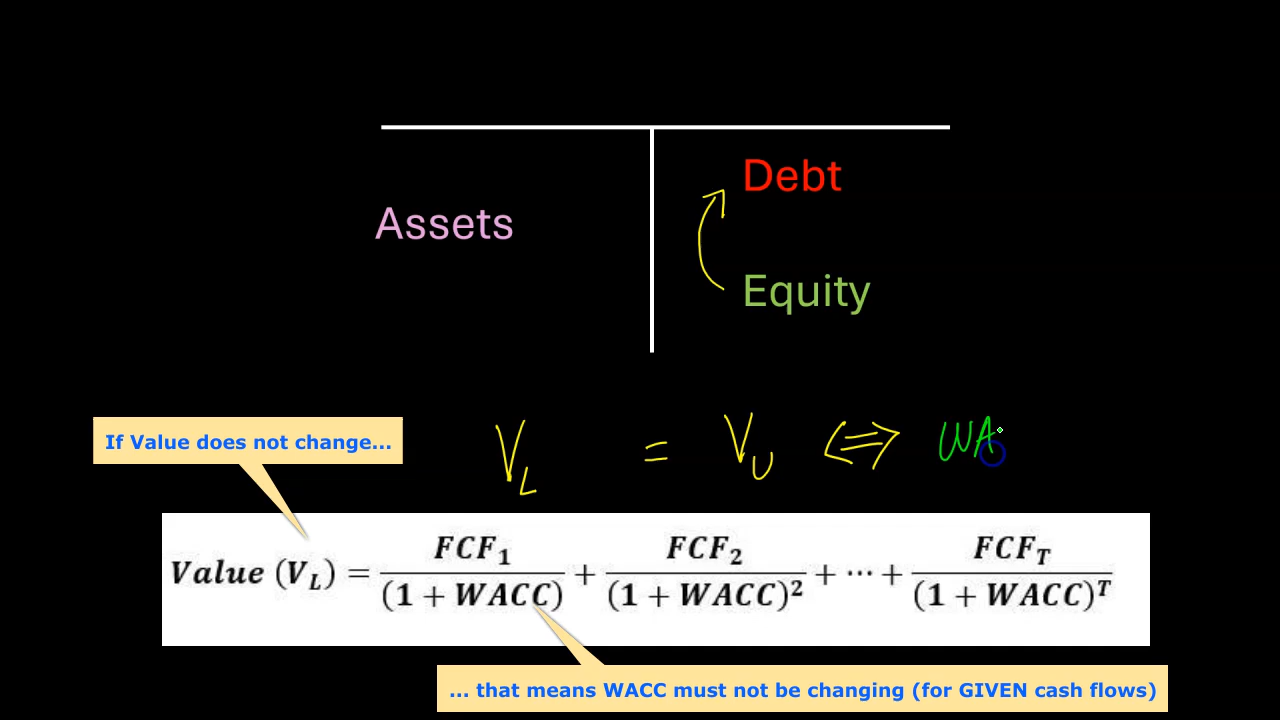 Debt
Assets
Equity
If Value does not change...
V_L = V_U ⟺ WA
Value (V_L) = FCF_1 / (1 + WACC) + FCF_2 / (1 + WACC)^2 + ⋯ + FCF_T / (1 + WACC)^T
... that means WACC must not be changing (for GIVEN cash flows)